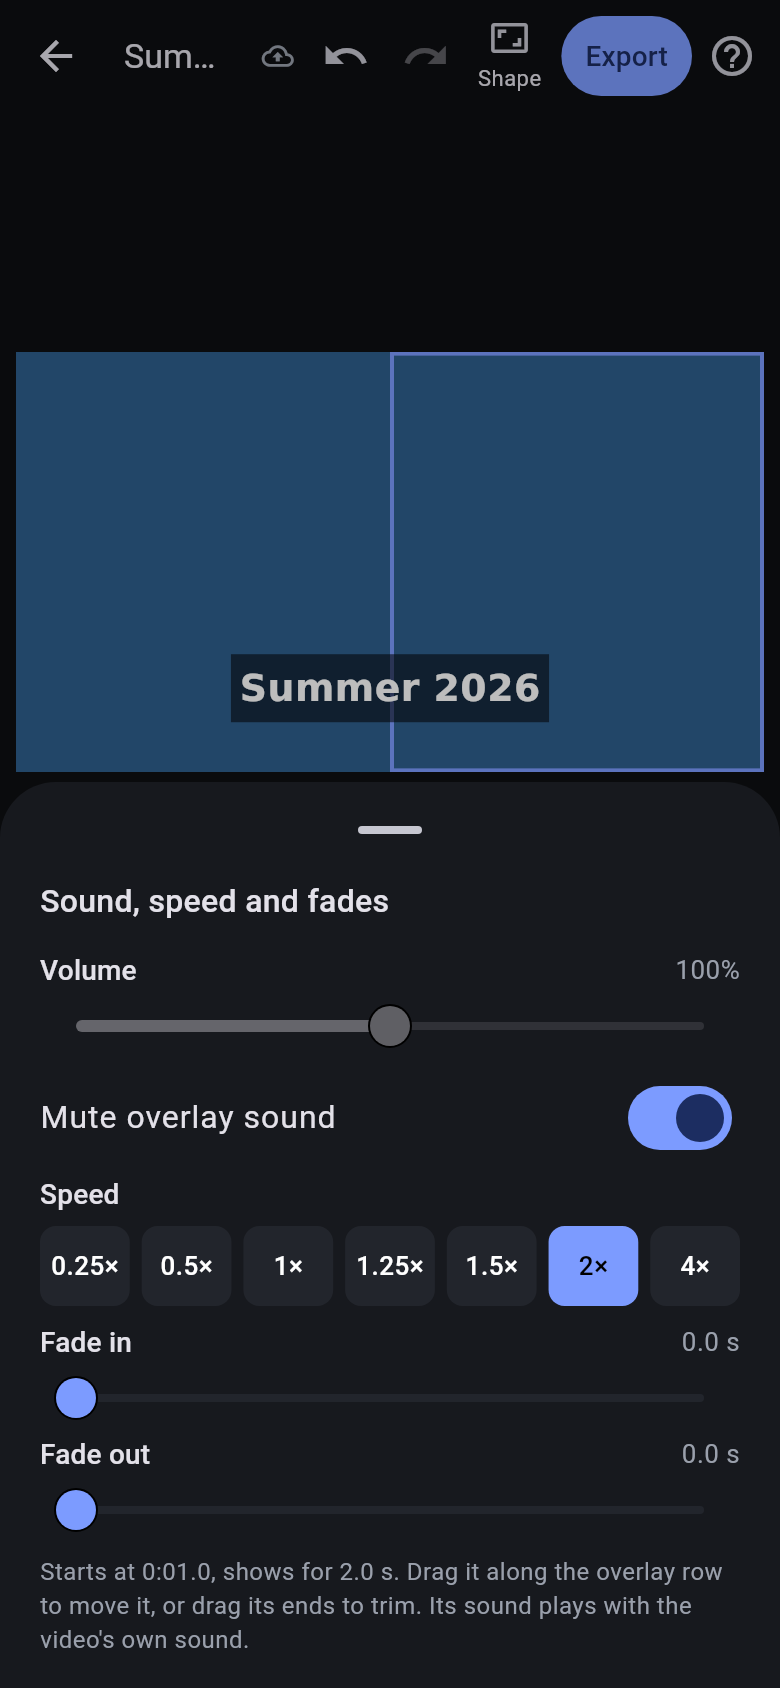 Sum...
Shape
Export
Summer 2026
Sound, speed and fades
Volume
100%
Mute overlay sound
Speed
0.25× 0.5× 1× 1.25× 1.5× 2× 4×
Fade in
0.0 s
Fade out
0.0 s
Starts at 0:01.0, shows for 2.0 s. Drag it along the overlay row
to move it, or drag its ends to trim. Its sound plays with the
video's own sound.